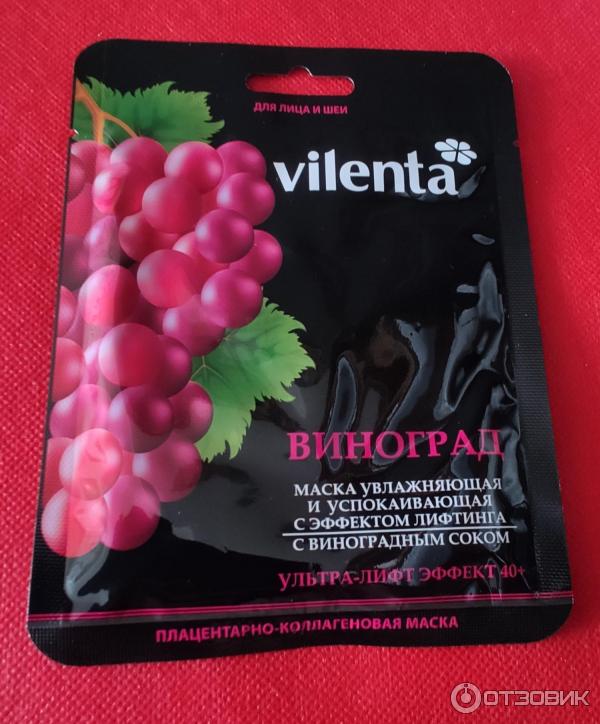 ДЛЯ ЛИЦА И ШЕИ
vilenta
ВИНОГРАД
МАСКА УВЛАЖНЯЮЩАЯ
И УСПОКАИВАЮЩАЯ
С ЭФФЕКТОМ ЛИФТИНГА
С ВИНОГРАДНЫМ СОКОМ
УЛЬТРА-ЛИФТ ЭФФЕКТ 40+
ПЛАЦЕНТАРНО-КОЛЛАГЕНОВАЯ МАСКА
ОТЗОВИК